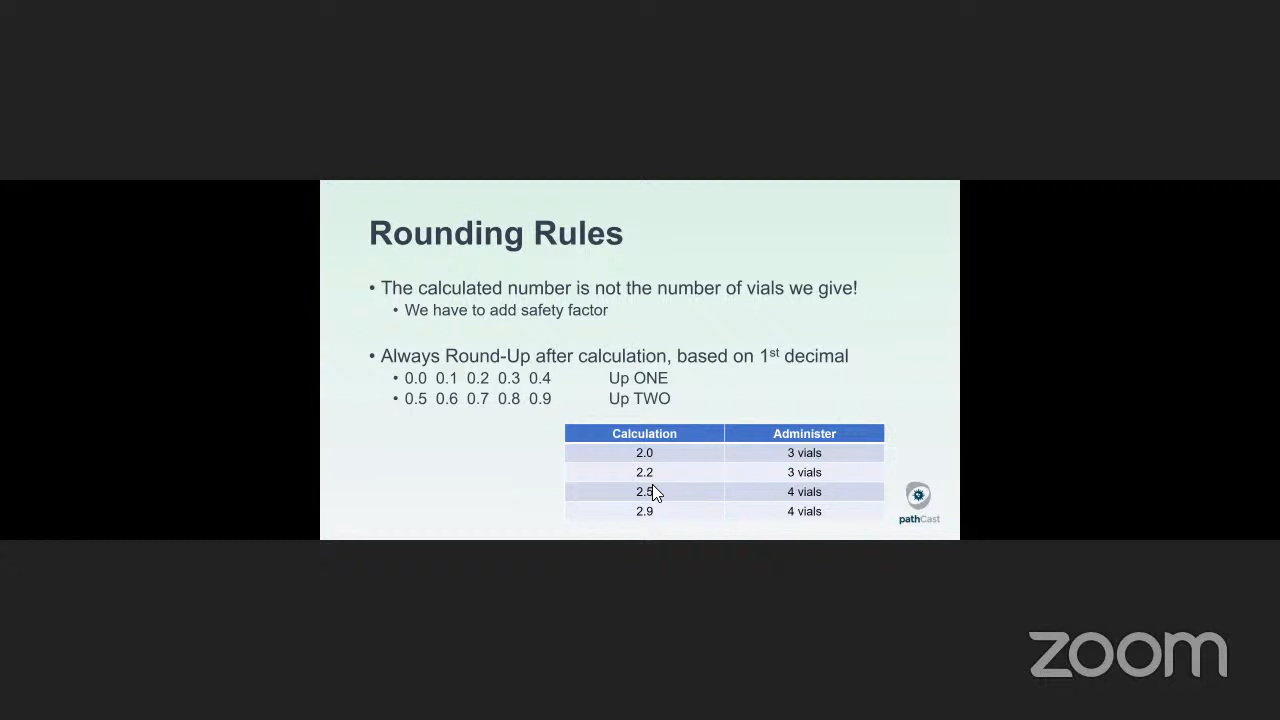 Rounding Rules
• The calculated number is not the number of vials we give!
• We have to add safety factor
• Always Round-Up after calculation, based on 1st decimal
• 0.0 0.1 0.2 0.3 0.4 Up ONE
• 0.5 0.6 0.7 0.8 0.9 Up TWO
Calculation Administer
2.0 3 vials
2.2 3 vials
2.5 4 vials
2.9 4 vials
pathCast
zoom